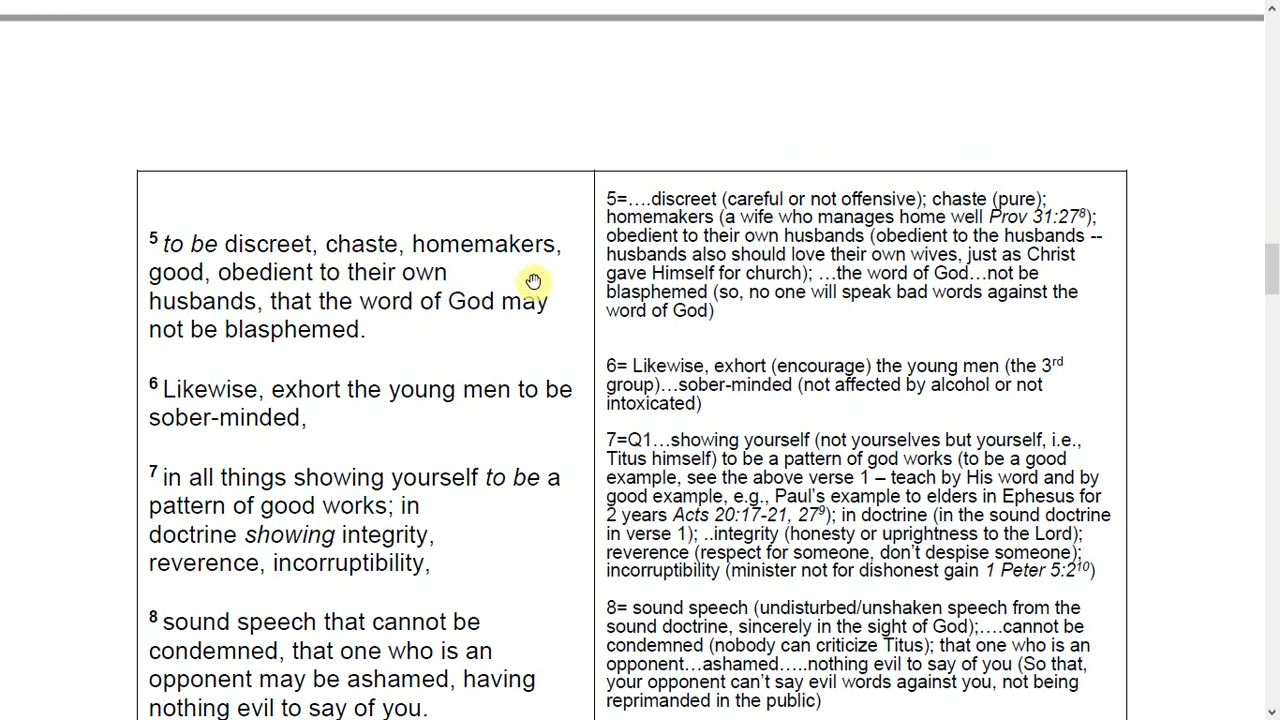 5 to be discreet, chaste, homemakers,
good, obedient to their own
husbands, that the word of God may
not be blasphemed.
6 Likewise, exhort the young men to be
sober-minded,
7 in all things showing yourself to be a
pattern of good works; in
doctrine showing integrity,
reverence, incorruptibility,
8 sound speech that cannot be
condemned, that one who is an
opponent may be ashamed, having
nothing evil to say of you.
5=….discreet (careful or not offensive); chaste (pure);
homemakers (a wife who manages home well Prov 31:27⁸);
obedient to their own husbands (obedient to the husbands --
husbands also should love their own wives, just as Christ
gave Himself for church); …the word of God…not be
blasphemed (so, no one will speak bad words against the
word of God)
6= Likewise, exhort (encourage) the young men (the 3rd
group)…sober-minded (not affected by alcohol or not
intoxicated)
7=Q1…showing yourself (not yourselves but yourself, i.e.,
Titus himself) to be a pattern of god works (to be a good
example, see the above verse 1 – teach by His word and by
good example, e.g., Paul’s example to elders in Ephesus for
2 years Acts 20:17-21, 27⁹); in doctrine (in the sound doctrine
in verse 1); ..integrity (honesty or uprightness to the Lord);
reverence (respect for someone, don’t despise someone);
incorruptibility (minister not for dishonest gain 1 Peter 5:2¹⁰)
8= sound speech (undisturbed/unshaken speech from the
sound doctrine, sincerely in the sight of God);….cannot be
condemned (nobody can criticize Titus); that one who is an
opponent…ashamed…..nothing evil to say of you (So that,
your opponent can’t say evil words against you, not being
reprimanded in the public)